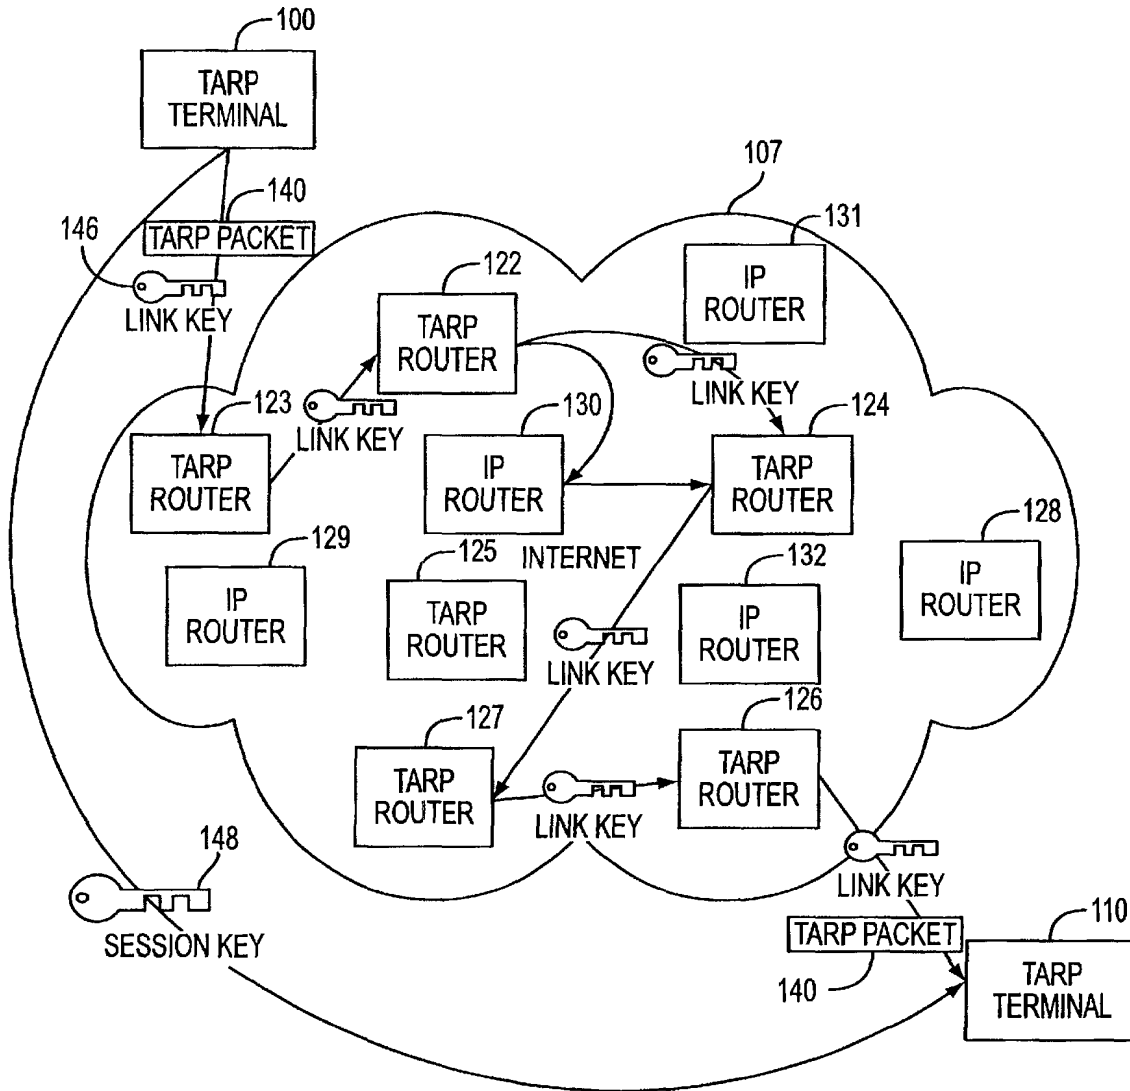 100
TARP
TERMINAL
140
TARP PACKET
146
LINK KEY
107
131
IP
ROUTER
122
TARP
ROUTER
LINK KEY
123
TARP
ROUTER
LINK KEY
130
IP
ROUTER
124
TARP
ROUTER
129
IP
ROUTER
125
TARP
ROUTER
INTERNET
132
IP
ROUTER
128
IP
ROUTER
LINK KEY
127
TARP
ROUTER
126
TARP
ROUTER
LINK KEY
LINK KEY
148
SESSION KEY
TARP PACKET
140
110
TARP
TERMINAL